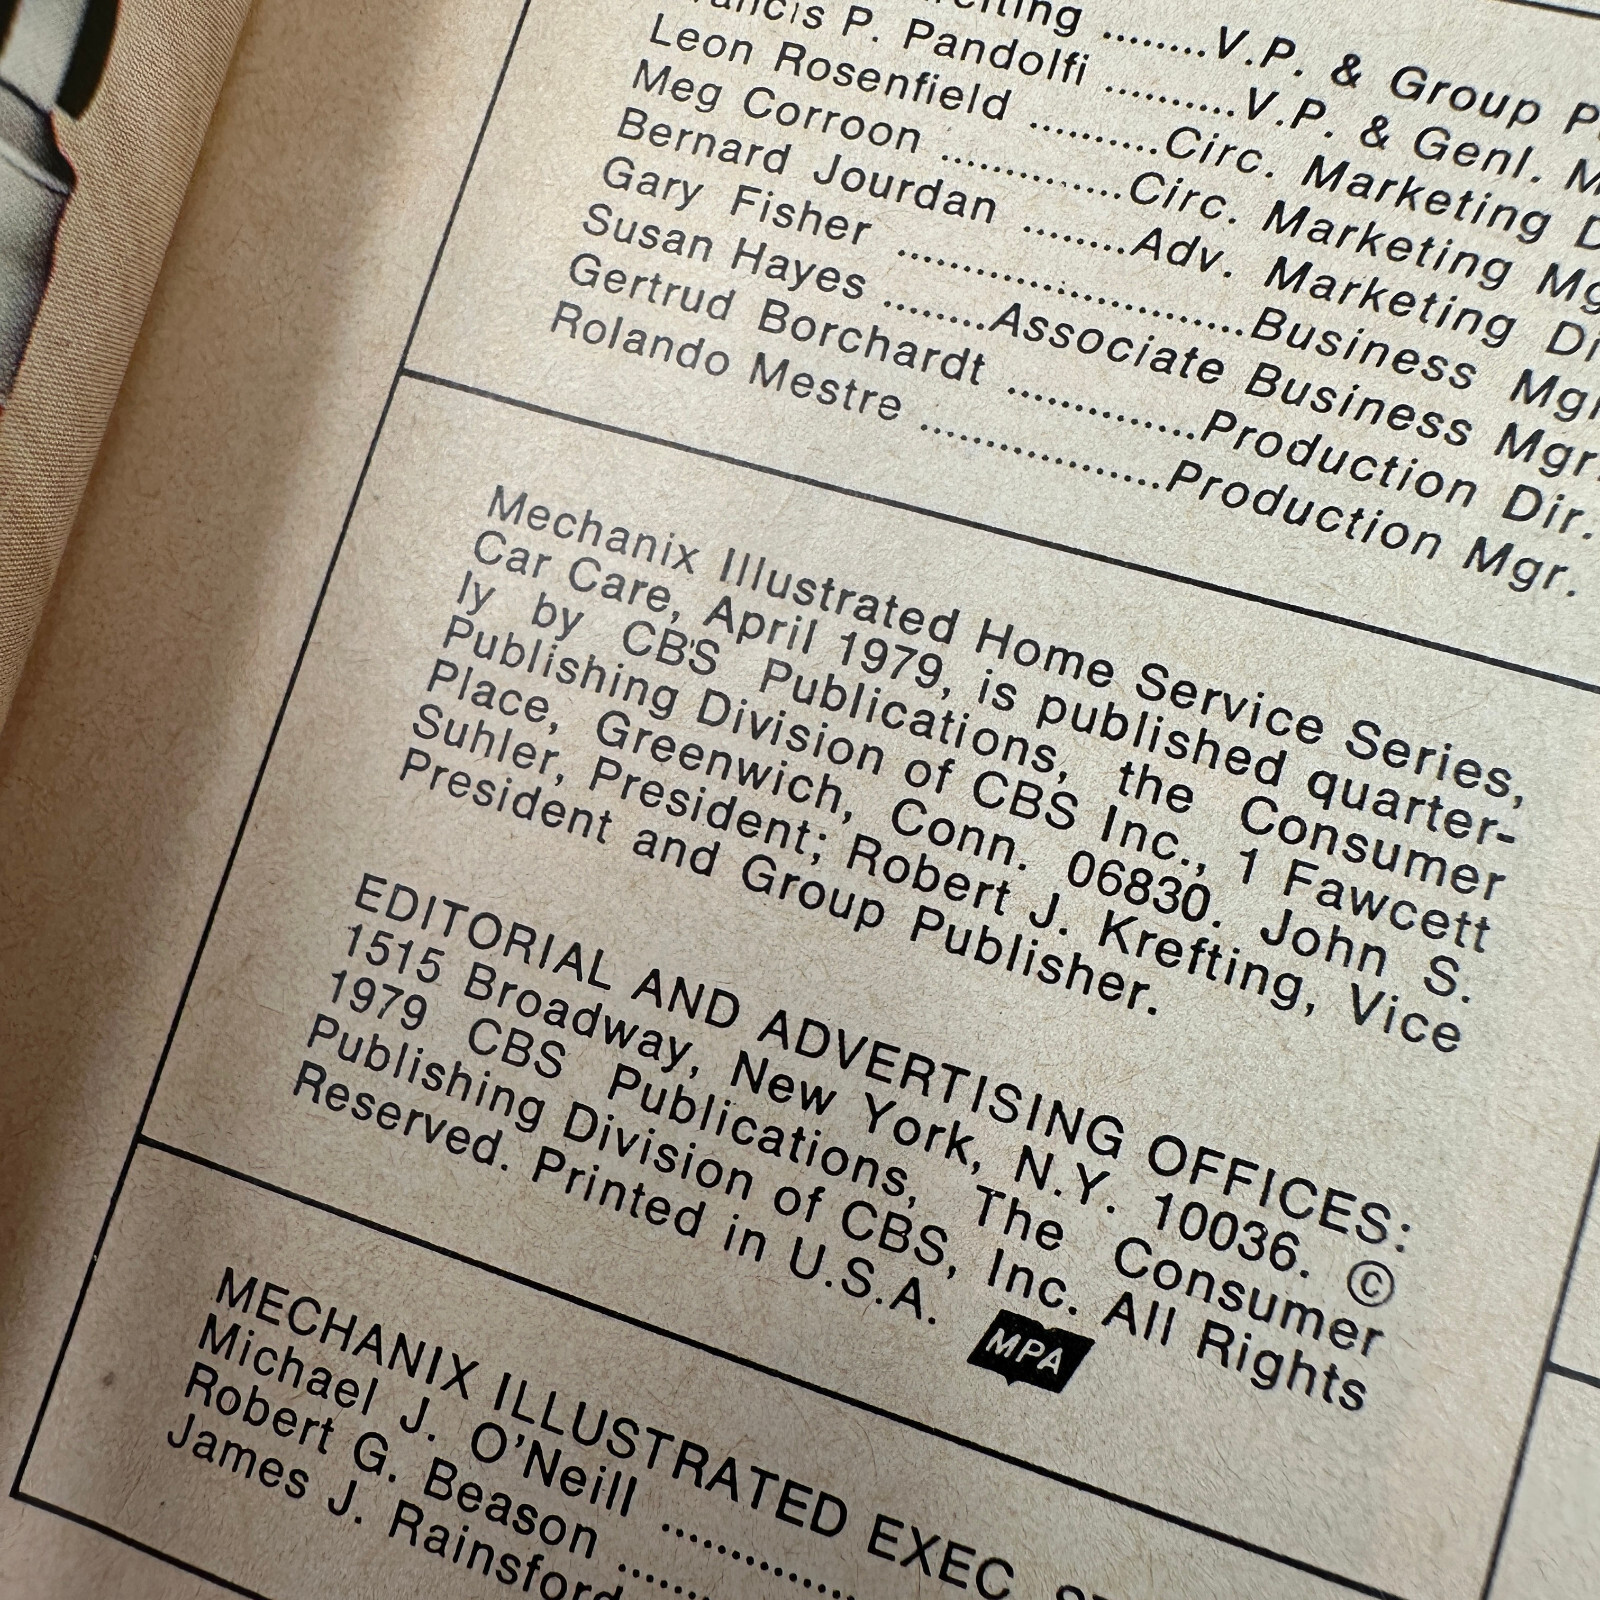 P. Pandolfi ..........V.P. & Genl.
........V.P. & Group
Leon Rosenfield .........Circ. Marketing
Meg Corroon ............Circ. Marketing
Bernard Jourdan ........Adv. Marketing
Gary Fisher .......................Business Mgr
Susan Hayes ........Associate Business Mgr.
Gertrud Borchardt .............Production Dir.
Rolando Mestre ................Production Mgr.
Mechanix Illustrated Home Service Series,
Car Care, April 1979, is published quarter-
ly by CBS Publications, the Consumer
Publishing Division of CBS Inc., 1 Fawcett
Place, Greenwich, Conn. 06830. John S.
Suhler, President; Robert J. Krefting, Vice
President and Group Publisher.
EDITORIAL AND ADVERTISING OFFICES:
1515 Broadway, New York, N.Y. 10036. ©
1979 CBS Publications, The Consumer
Publishing Division of CBS, Inc. All Rights
Reserved. Printed in U.S.A. MPA
MECHANIX ILLUSTRATED EXEC
Michael J. O'Neill
Robert G. Beason
James J. Rainsford